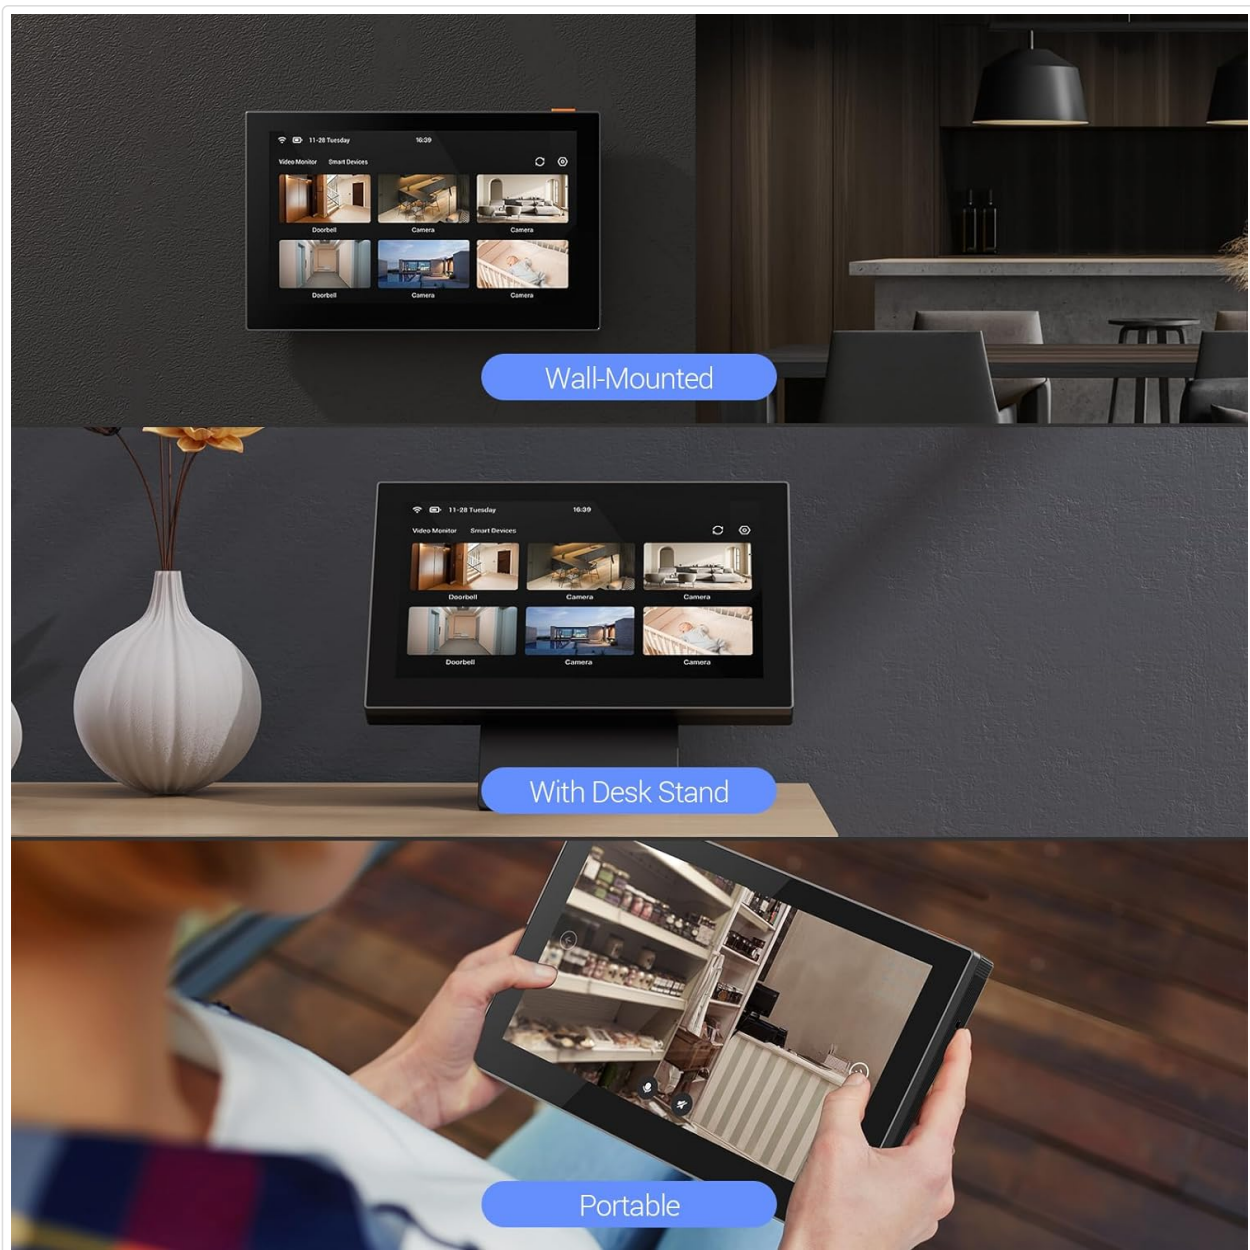 11-28 Tuesday 16:39
Video Monitor Smart Devices
Doorbell Camera Camera
Doorbell Camera Camera
Wall-Mounted
11-28 Tuesday 16:39
Video Monitor Smart Devices
Doorbell Camera Camera
Doorbell Camera Camera
With Desk Stand
Portable